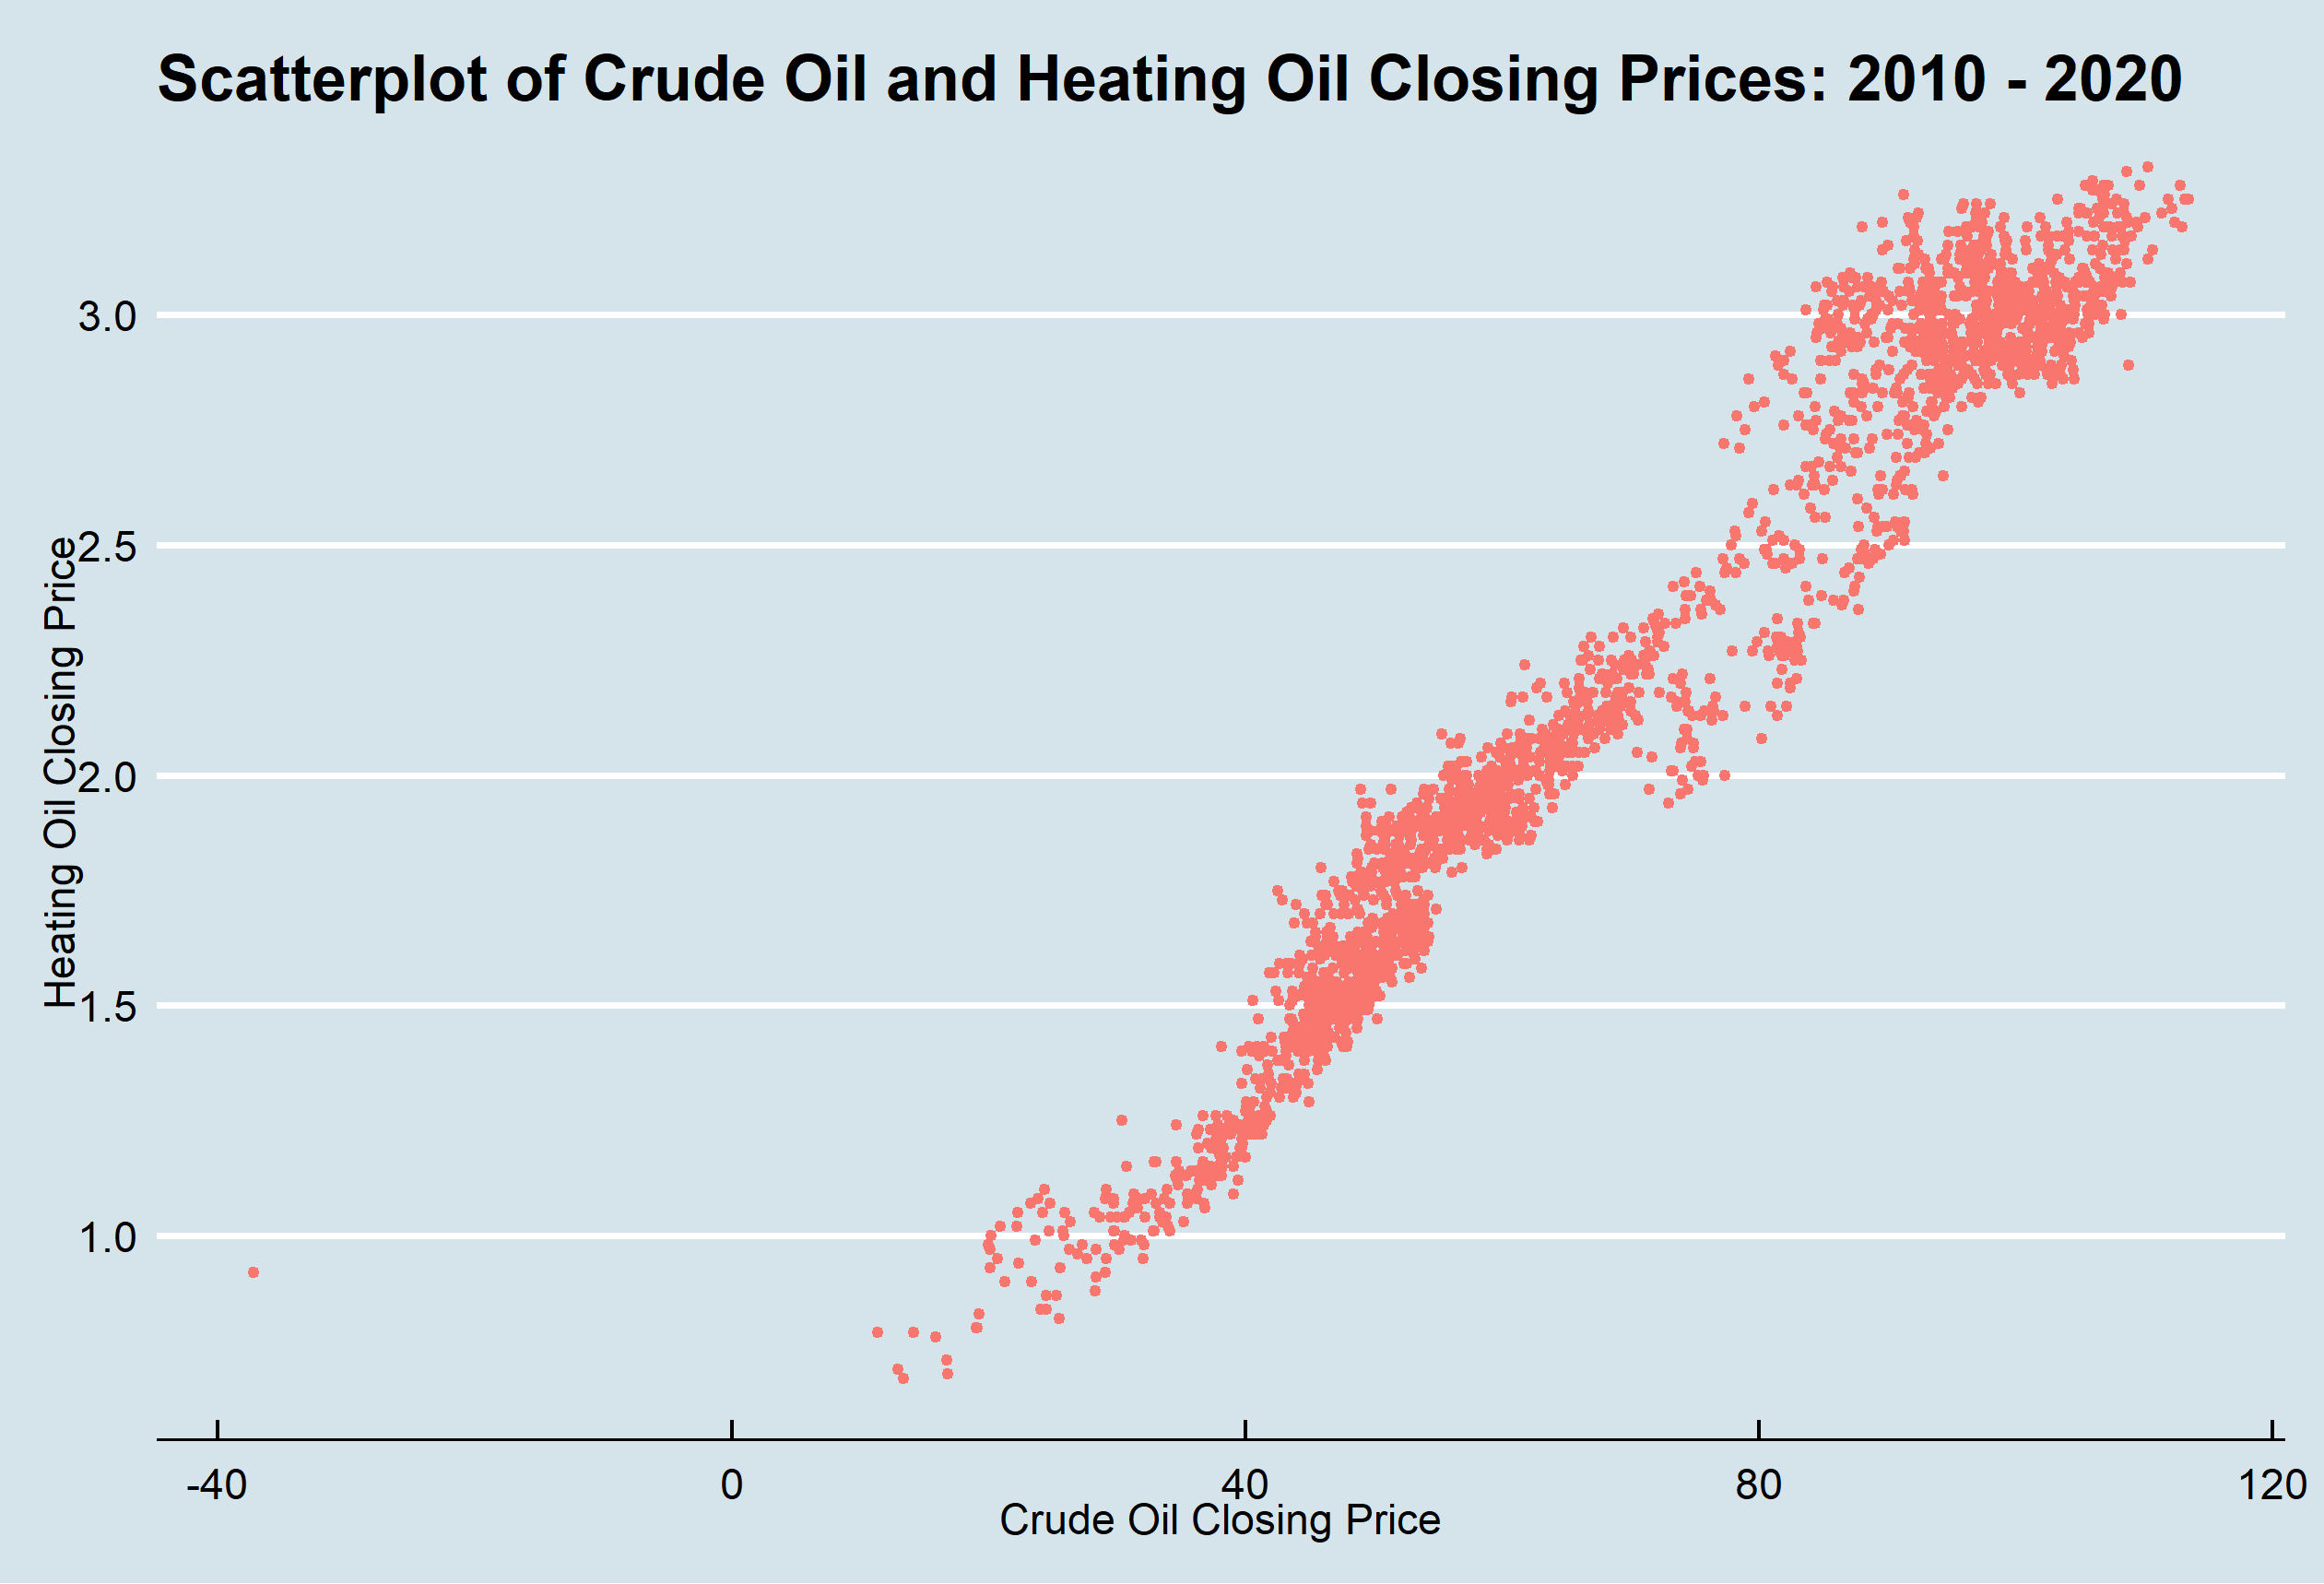 Scatterplot of Crude Oil and Heating Oil Closing Prices: 2010 - 2020
Heating Oil Closing Price
3.0
2.5
2.0
1.5
1.0
-40 0 40 80 120
Crude Oil Closing Price